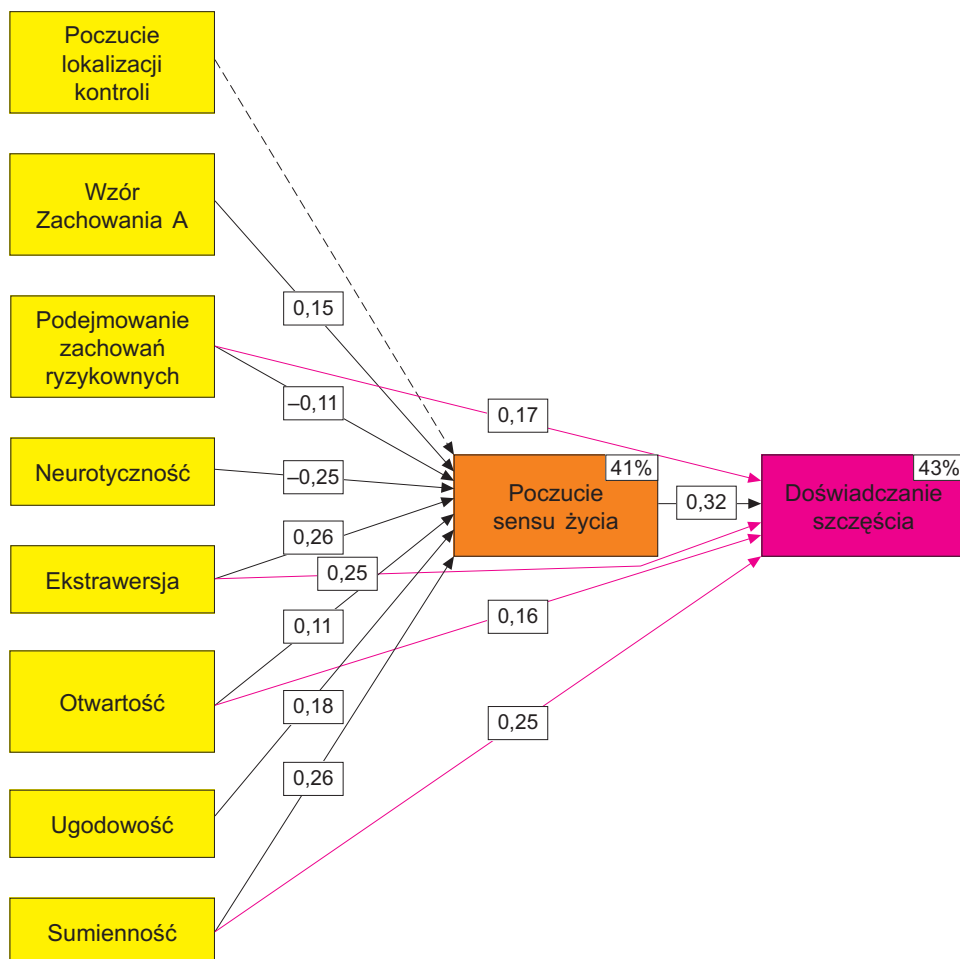 Poczucie
lokalizacji
kontroli
Wzór
Zachowania A
0,15
Podejmowanie
zachowań
ryzykownych
–0,11
0,17
Neurotyczność
–0,25
Poczucie
sensu życia
41%
0,32
Doświadczanie
szczęścia
43%
0,26
Ekstrawersja
0,25
0,11
0,16
Otwartość
0,18
0,25
0,26
Ugodowość
Sumienność